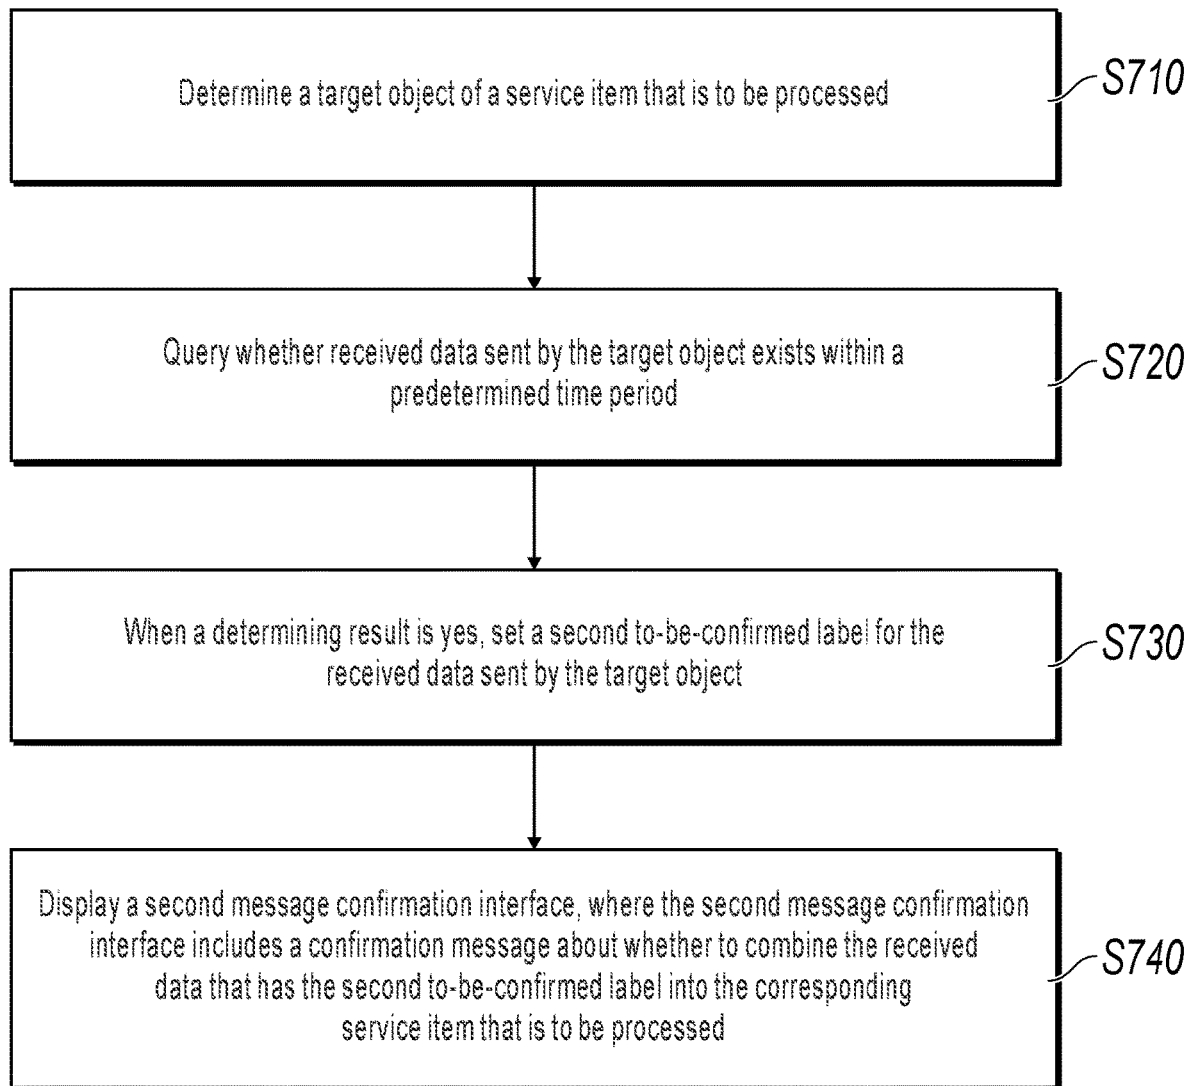 Determine a target object of a service item that is to be processed
S710
Query whether received data sent by the target object exists within a
predetermined time period
S720
When a determining result is yes, set a second to-be-confirmed label for the
received data sent by the target object
S730
Display a second message confirmation interface, where the second message confirmation
interface includes a confirmation message about whether to combine the received
data that has the second to-be-confirmed label into the corresponding
service item that is to be processed
S740